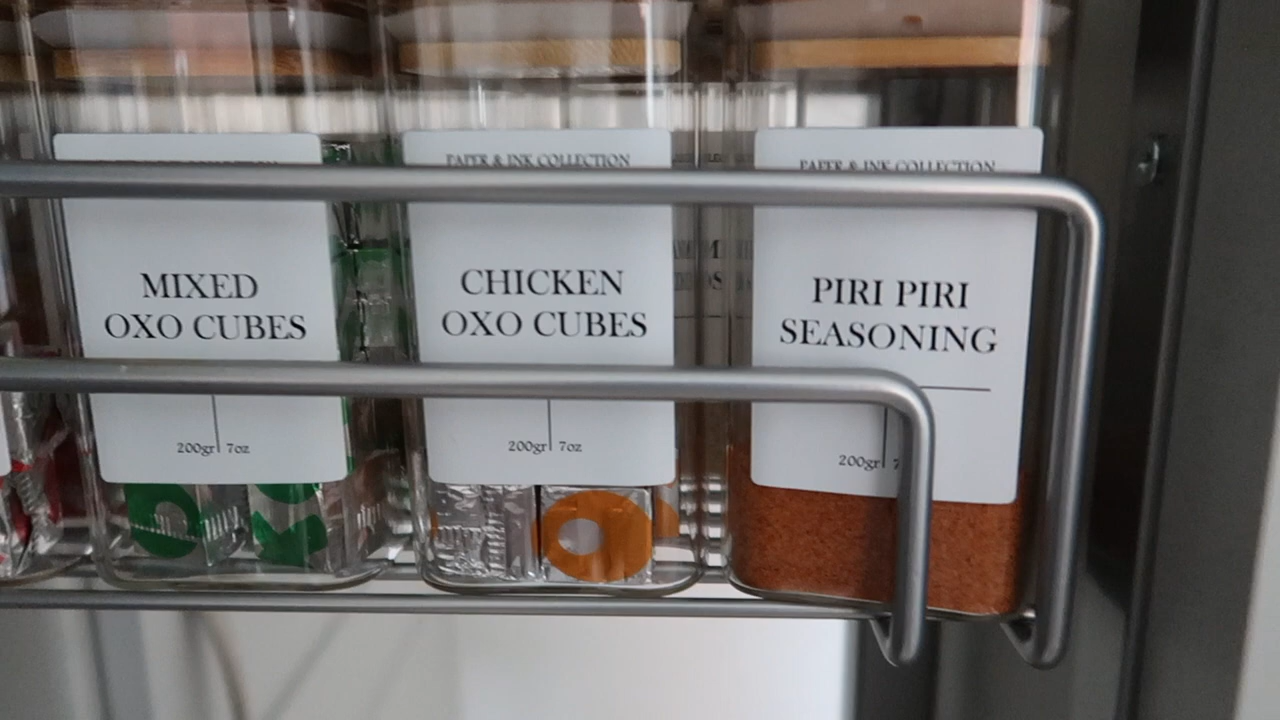 PAPER & INK COLLECTION
PAPER & INK COLLECTION
MIXED
OXO CUBES
CHICKEN
OXO CUBES
PIRI PIRI
SEASONING
200gr 7oz
200gr 7oz
200gr